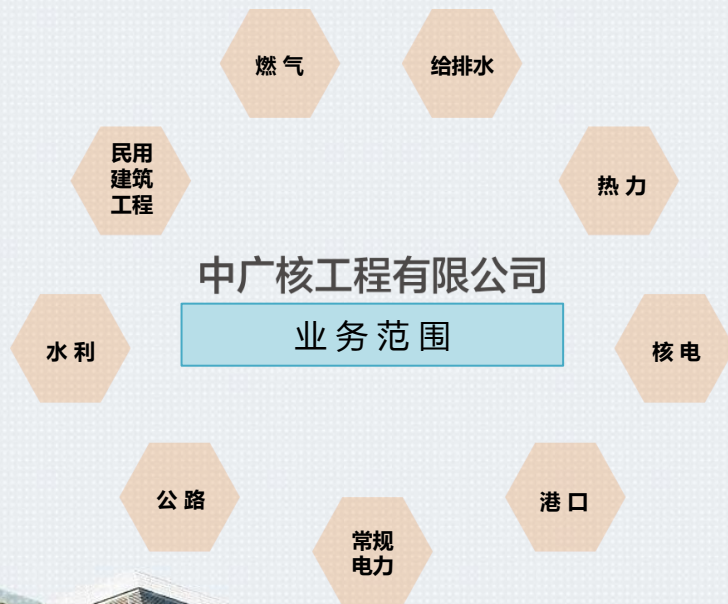 燃气
给排水
民用
建筑
工程
热力
中广核工程有限公司
业务范围
水利
核电
公路
港口
常规
电力